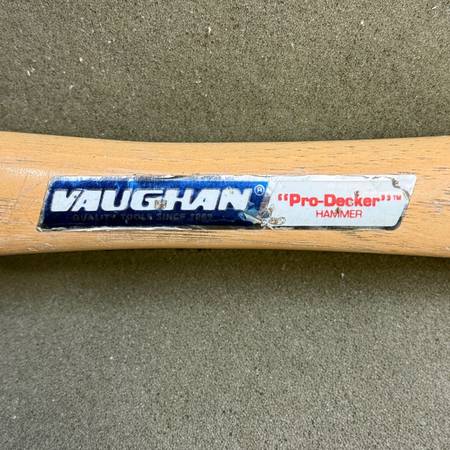 VAUGHAN®
QUALITY TOOLS SINCE 1869
"Pro-Decker"™
HAMMER